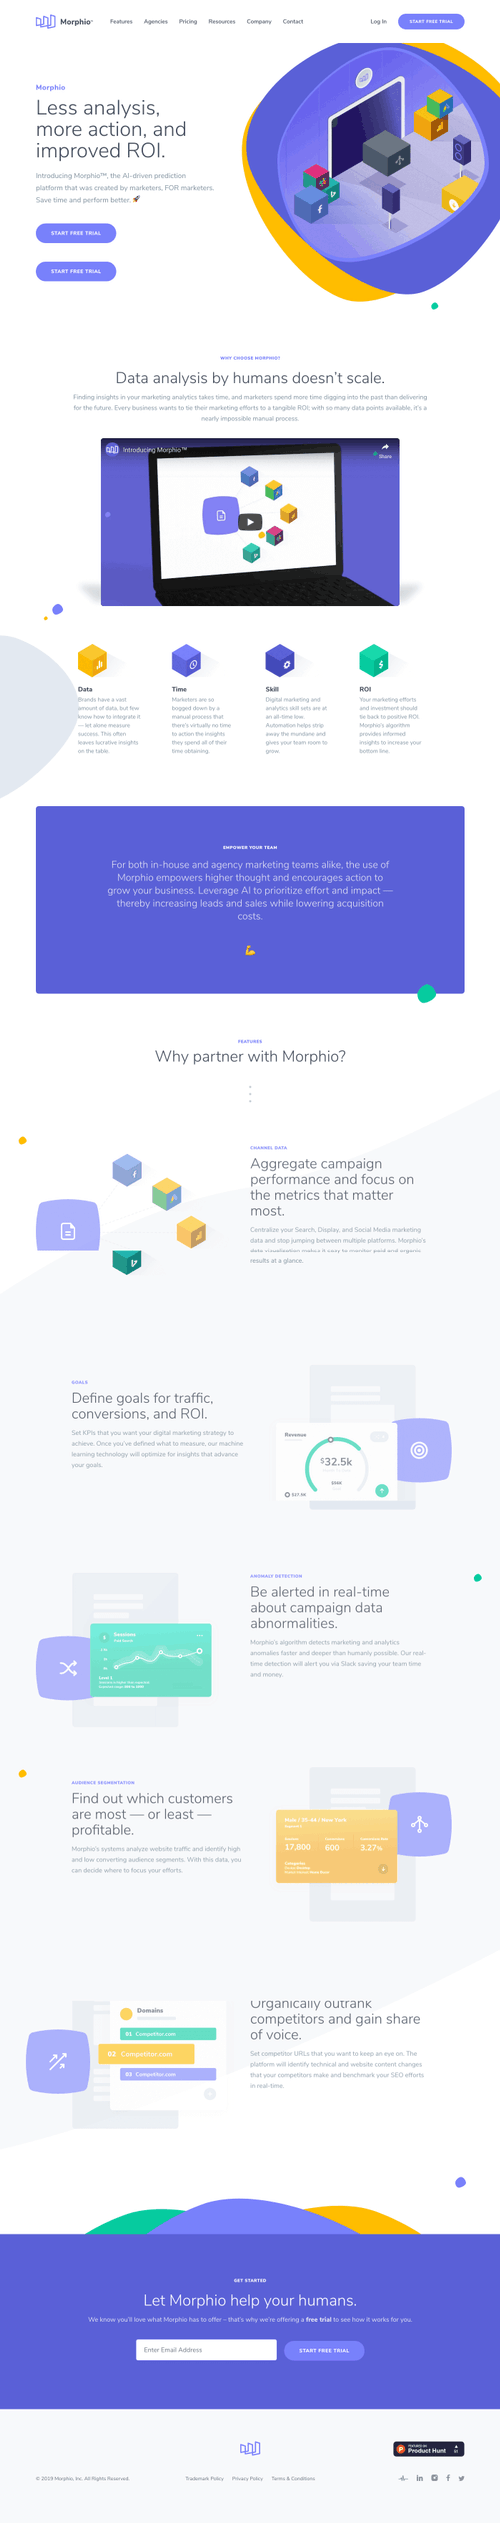 Morphio™
Features
Agencies
Pricing
Resources
Company
Contact
Log In
START FREE TRIAL
Morphio
Less analysis,
more action, and
improved ROI.
Introducing Morphio™, the AI-driven prediction
platform that was created by marketers, FOR marketers.
Save time and perform better. 🚀
START FREE TRIAL
START FREE TRIAL
WHY CHOOSE MORPHIO?
Data analysis by humans doesn't scale.
Finding insights in your marketing analytics takes time, and marketers spend more time digging into the past than delivering
for the future. Every business wants to tie their marketing efforts to a tangible ROI; with so many data points available, it's a
nearly impossible manual process.
Introducing Morphio™
Share
Data
Brands have a vast
amount of data, but few
know how to integrate it
— let alone measure
success. This often
leaves lucrative insights
on the table.
Time
Marketers are so
bogged down by a
manual process that
there's virtually no time
to action the insights
they spend all of their
time obtaining.
Skill
Digital marketing and
analytics skill sets are at
an all-time low.
Automation helps strip
away the mundane and
gives your team room to
grow.
ROI
Your marketing efforts
and investment should
tie back to positive ROI.
Morphio's algorithm
provides informed
insights to increase your
bottom line.
EMPOWER YOUR TEAM
For both in-house and agency marketing teams alike, the use of
Morphio empowers higher thought and encourages action to
grow your business. Leverage AI to prioritize effort and impact —
thereby increasing leads and sales while lowering acquisition
costs.
💪
FEATURES
Why partner with Morphio?
CHANNEL DATA
Aggregate campaign
performance and focus on
the metrics that matter
most.
Centralize your Search, Display, and Social Media marketing
data and stop jumping between multiple platforms. Morphio's
data visualization makes it easy to monitor paid and organic
results at a glance.
GOALS
Define goals for traffic,
conversions, and ROI.
Set KPIs that you want your digital marketing strategy to
achieve. Once you've defined what to measure, our machine
learning technology will optimize for insights that advance
your goals.
Revenue
$32.5k
$50K
$27.5K
ANOMALY DETECTION
Be alerted in real-time
about campaign data
abnormalities.
Morphio's algorithm detects marketing and analytics
anomalies faster and deeper than humanly possible. Our real-
time detection will alert you via Slack saving your team time
and money.
Sessions
Level 2
AUDIENCE SEGMENTATION
Find out which customers
are most — or least —
profitable.
Morphio's systems analyze website traffic and identify high
and low converting audience segments. With this data, you
can decide where to focus your efforts.
Male / 35-44 / New York
17,800
600
3.27%
Organically outrank
competitors and gain share
of voice.
Set competitor URLs that you want to keep an eye on. The
platform will identify technical and website content changes
that your competitors make and benchmark your SEO efforts
in real-time.
Domains
01 Competitor.com
02 Competitor.com
03 Competitor.com
GET STARTED
Let Morphio help your humans.
We know you'll love what Morphio has to offer – that's why we're offering a free trial to see how it works for you.
Enter Email Address
START FREE TRIAL
FEATURED ON
Product Hunt
© 2019 Morphio, Inc. All Rights Reserved.
Trademark Policy
Privacy Policy
Terms & Conditions